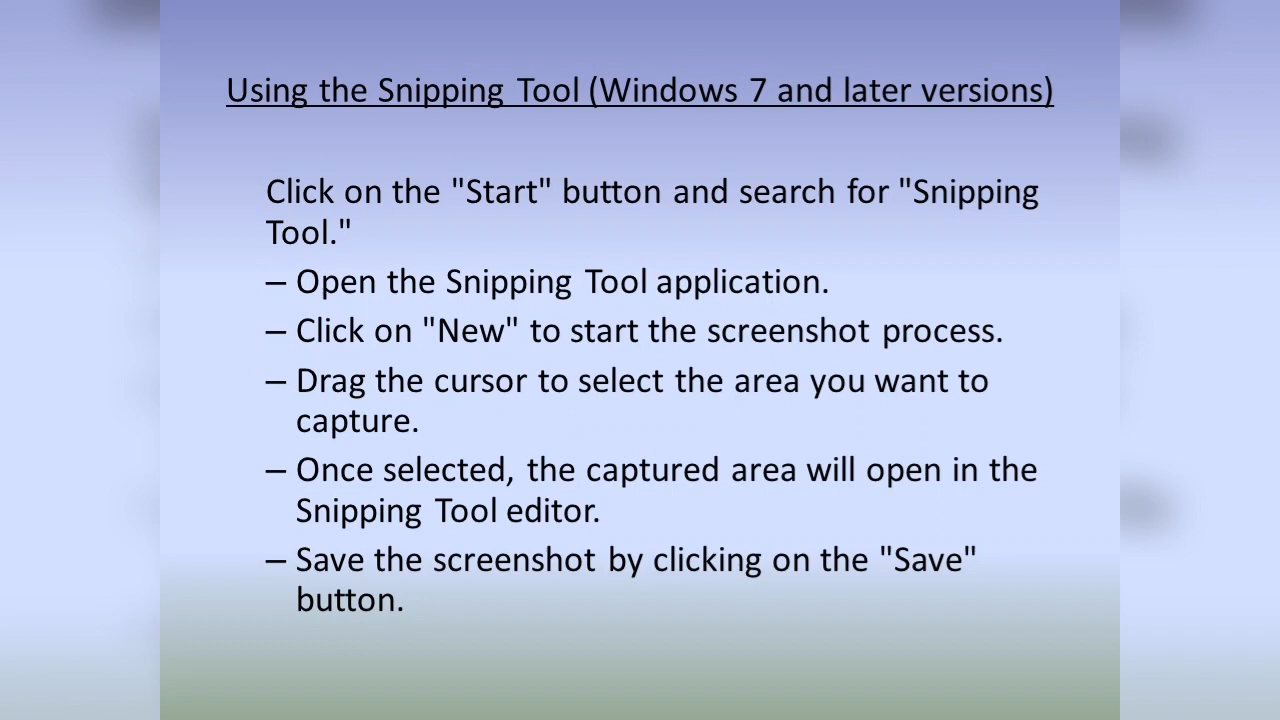 Using the Snipping Tool (Windows 7 and later versions)
Click on the "Start" button and search for "Snipping
Tool."
– Open the Snipping Tool application.
– Click on "New" to start the screenshot process.
– Drag the cursor to select the area you want to
capture.
– Once selected, the captured area will open in the
Snipping Tool editor.
– Save the screenshot by clicking on the "Save"
button.